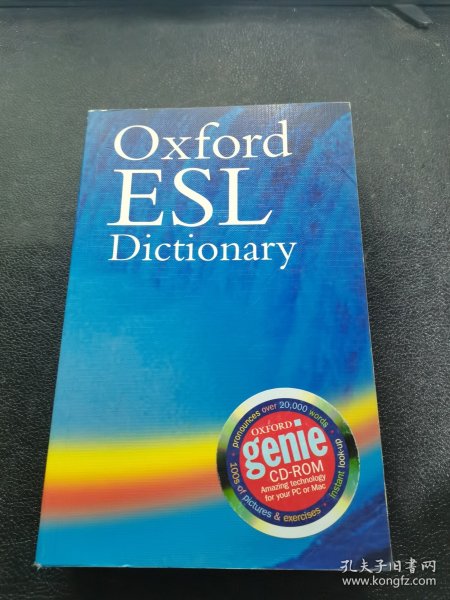 Oxford
ESL
Dictionary
pronounces over 20,000 words
instant look-up
100s of pictures & exercises
OXFORD
genie
CD-ROM
Amazing technology
for your PC or Mac
孔夫子旧书网
www.kongfz.com